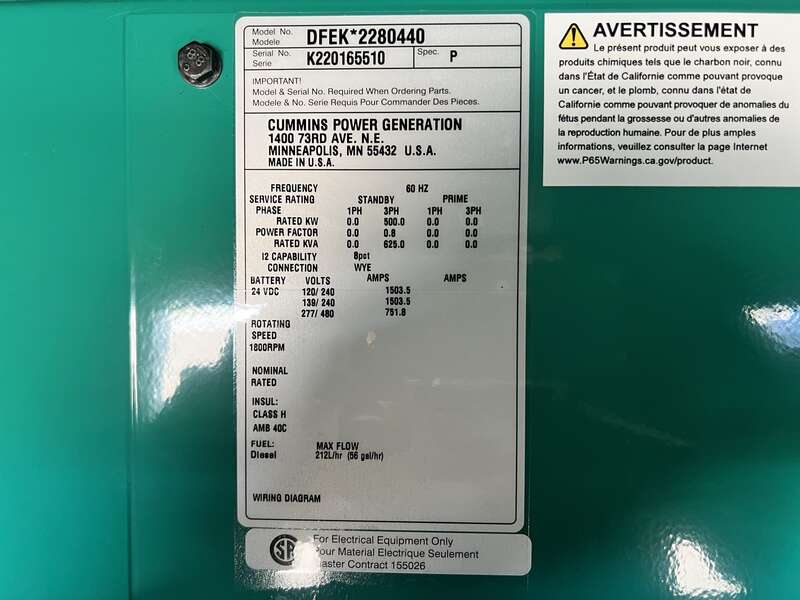 Model No. DFEK*2280440
Modele
Serial No. K220165510 Spec. P
Serie
IMPORTANT!
Model & Serial No. Required When Ordering Parts.
Modele & No. Serie Requis Pour Commander Des Pieces.
CUMMINS POWER GENERATION
1400 73RD AVE. N.E.
MINNEAPOLIS, MN 55432 U.S.A.
MADE IN U.S.A.
FREQUENCY 60 HZ
SERVICE RATING STANDBY PRIME
PHASE 1PH 3PH 1PH 3PH
RATED KW 0.0 500.0 0.0 0.0
POWER FACTOR 0.0 0.8 0.0 0.0
RATED KVA 0.0 625.0 0.0 0.0
I2 CAPABILITY 8pct
CONNECTION WYE
BATTERY VOLTS AMPS AMPS
24 VDC 120/ 240 1503.5
139/ 240 1503.5
277/ 480 751.8
ROTATING
SPEED
1800RPM
NOMINAL
RATED
INSUL:
CLASS H
AMB 40C
FUEL: MAX FLOW
Diesel 212L/hr (56 gal/hr)
WIRING DIAGRAM
For Electrical Equipment Only
Pour Material Electrique Seulement
Master Contract 155026
AVERTISSEMENT
Le présent produit peut vous exposer à des
produits chimiques tels que le charbon noir, connu
dans l'État de Californie comme pouvant provoque
un cancer, et le plomb, connu dans l'état de
Californie comme pouvant provoquer de anomalies du
fétus pendant la grossesse ou d'autres anomalies de
la reproduction humaine. Pour de plus amples
informations, veuillez consulter la page Internet
www.P65Warnings.ca.gov/product.